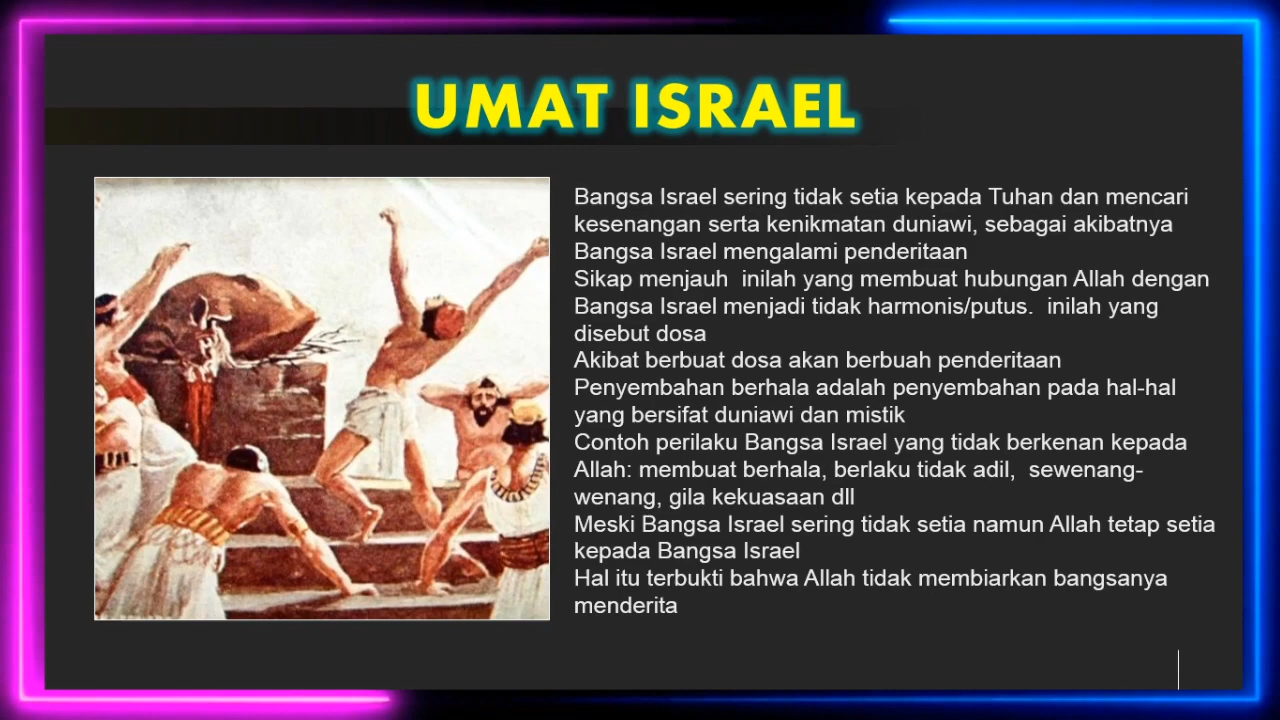 UMAT ISRAEL
Bangsa Israel sering tidak setia kepada Tuhan dan mencari
kesenangan serta kenikmatan duniawi, sebagai akibatnya
Bangsa Israel mengalami penderitaan
Sikap menjauh  inilah yang membuat hubungan Allah dengan
Bangsa Israel menjadi tidak harmonis/putus.  inilah yang
disebut dosa
Akibat berbuat dosa akan berbuah penderitaan
Penyembahan berhala adalah penyembahan pada hal-hal
yang bersifat duniawi dan mistik
Contoh perilaku Bangsa Israel yang tidak berkenan kepada
Allah: membuat berhala, berlaku tidak adil,  sewenang-
wenang, gila kekuasaan dll
Meski Bangsa Israel sering tidak setia namun Allah tetap setia
kepada Bangsa Israel
Hal itu terbukti bahwa Allah tidak membiarkan bangsanya
menderita